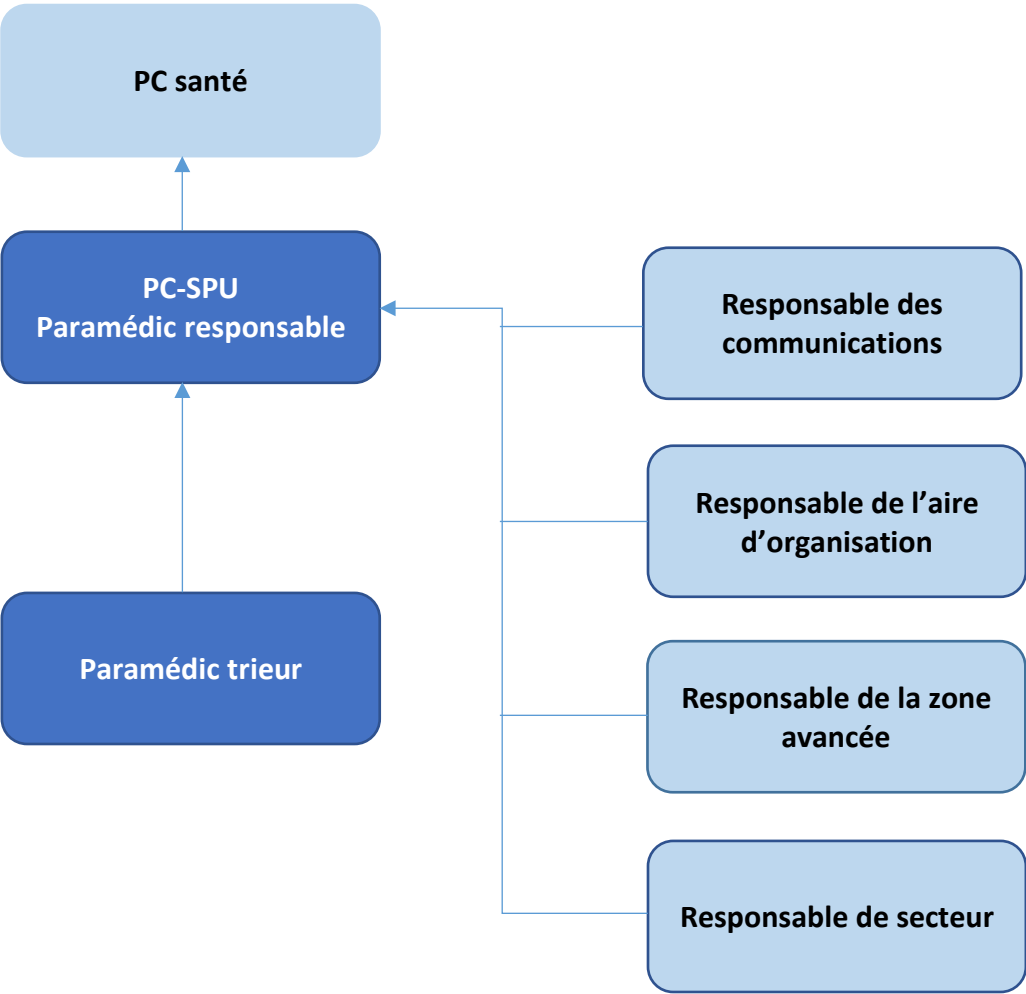 PC santé
PC-SPU
Paramédic responsable
Responsable des
communications
Responsable de l’aire
d’organisation
Paramédic trieur
Responsable de la zone
avancée
Responsable de secteur